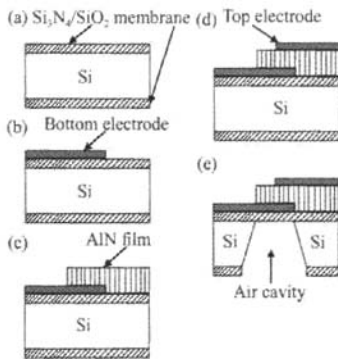 (a) Si₃N₄/SiO₂ membrane
Si
(b)
Bottom electrode
Si
(c)
AlN film
Si
(d)
Top electrode
Si
(e)
Si
Si
Air cavity